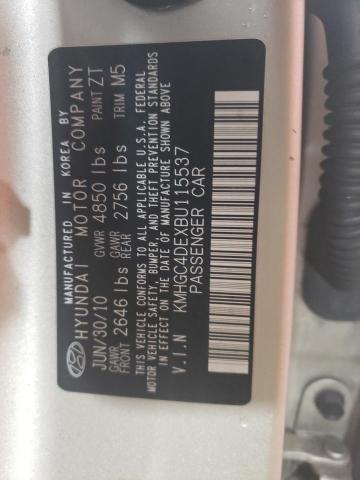 MANUFACTURED IN KOREA BY
HYUNDAI MOTOR COMPANY
JUN/30/10 GVWR 4850 lbs PAINT ZT
GAWR FRONT 2646 lbs GAWR REAR 2756 lbs TRIM M5
THIS VEHICLE CONFORMS TO ALL APPLICABLE U.S.A. FEDERAL
MOTOR VEHICLE SAFETY, BUMPER, AND THEFT PREVENTION STANDARDS
IN EFFECT ON THE DATE OF MANUFACTURE SHOWN ABOVE
V.I.N KMHGC4DEXBU115537
PASSENGER CAR